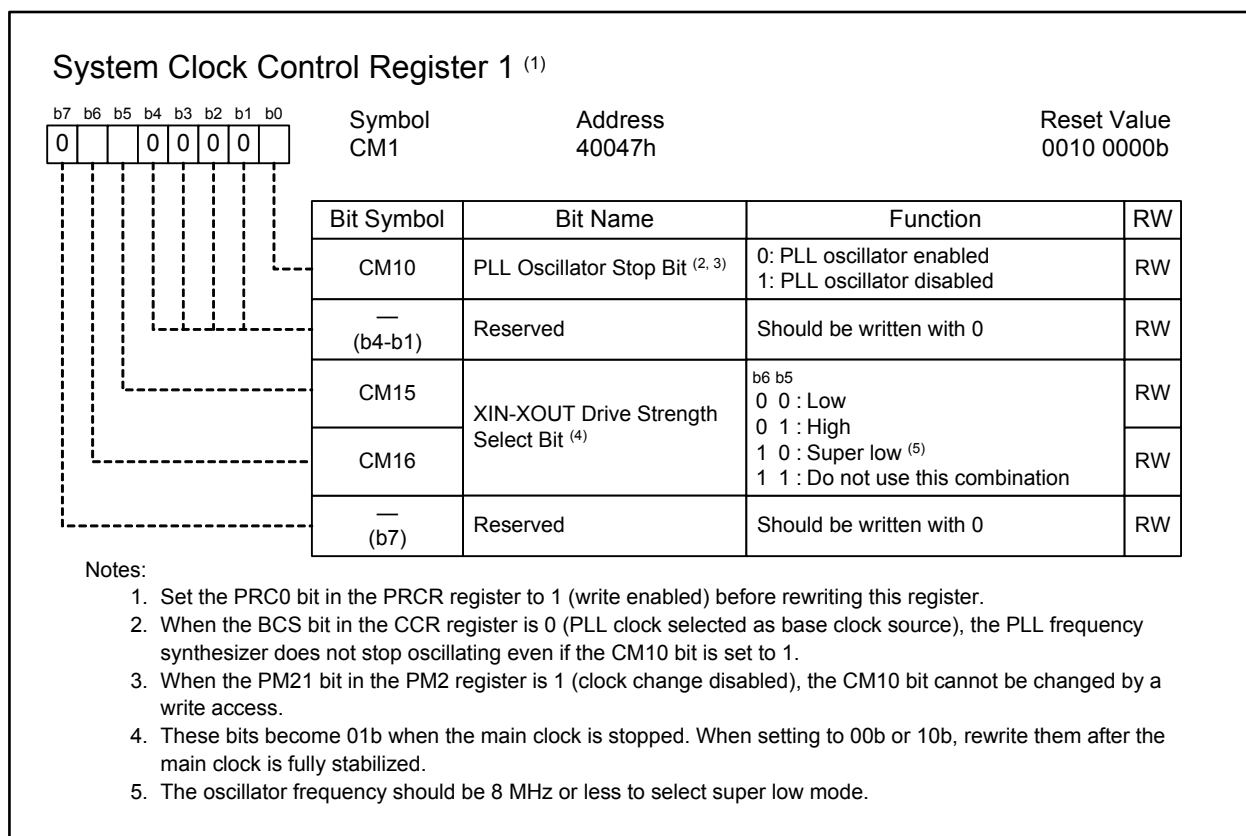 System Clock Control Register 1 (1)
b7 b6 b5 b4 b3 b2 b1 b0
0 0 0 0 0
Symbol Address Reset Value
CM1 40047h 0010 0000b
Bit Symbol Bit Name Function RW
CM10 PLL Oscillator Stop Bit (2, 3) 0: PLL oscillator enabled RW
1: PLL oscillator disabled
— (b4-b1) Reserved Should be written with 0 RW
CM15 XIN-XOUT Drive Strength Select Bit (4) b6 b5 RW
0 0 : Low
0 1 : High
CM16 1 0 : Super low (5) RW
1 1 : Do not use this combination
— (b7) Reserved Should be written with 0 RW
Notes:
1. Set the PRC0 bit in the PRCR register to 1 (write enabled) before rewriting this register.
2. When the BCS bit in the CCR register is 0 (PLL clock selected as base clock source), the PLL frequency
synthesizer does not stop oscillating even if the CM10 bit is set to 1.
3. When the PM21 bit in the PM2 register is 1 (clock change disabled), the CM10 bit cannot be changed by a
write access.
4. These bits become 01b when the main clock is stopped. When setting to 00b or 10b, rewrite them after the
main clock is fully stabilized.
5. The oscillator frequency should be 8 MHz or less to select super low mode.